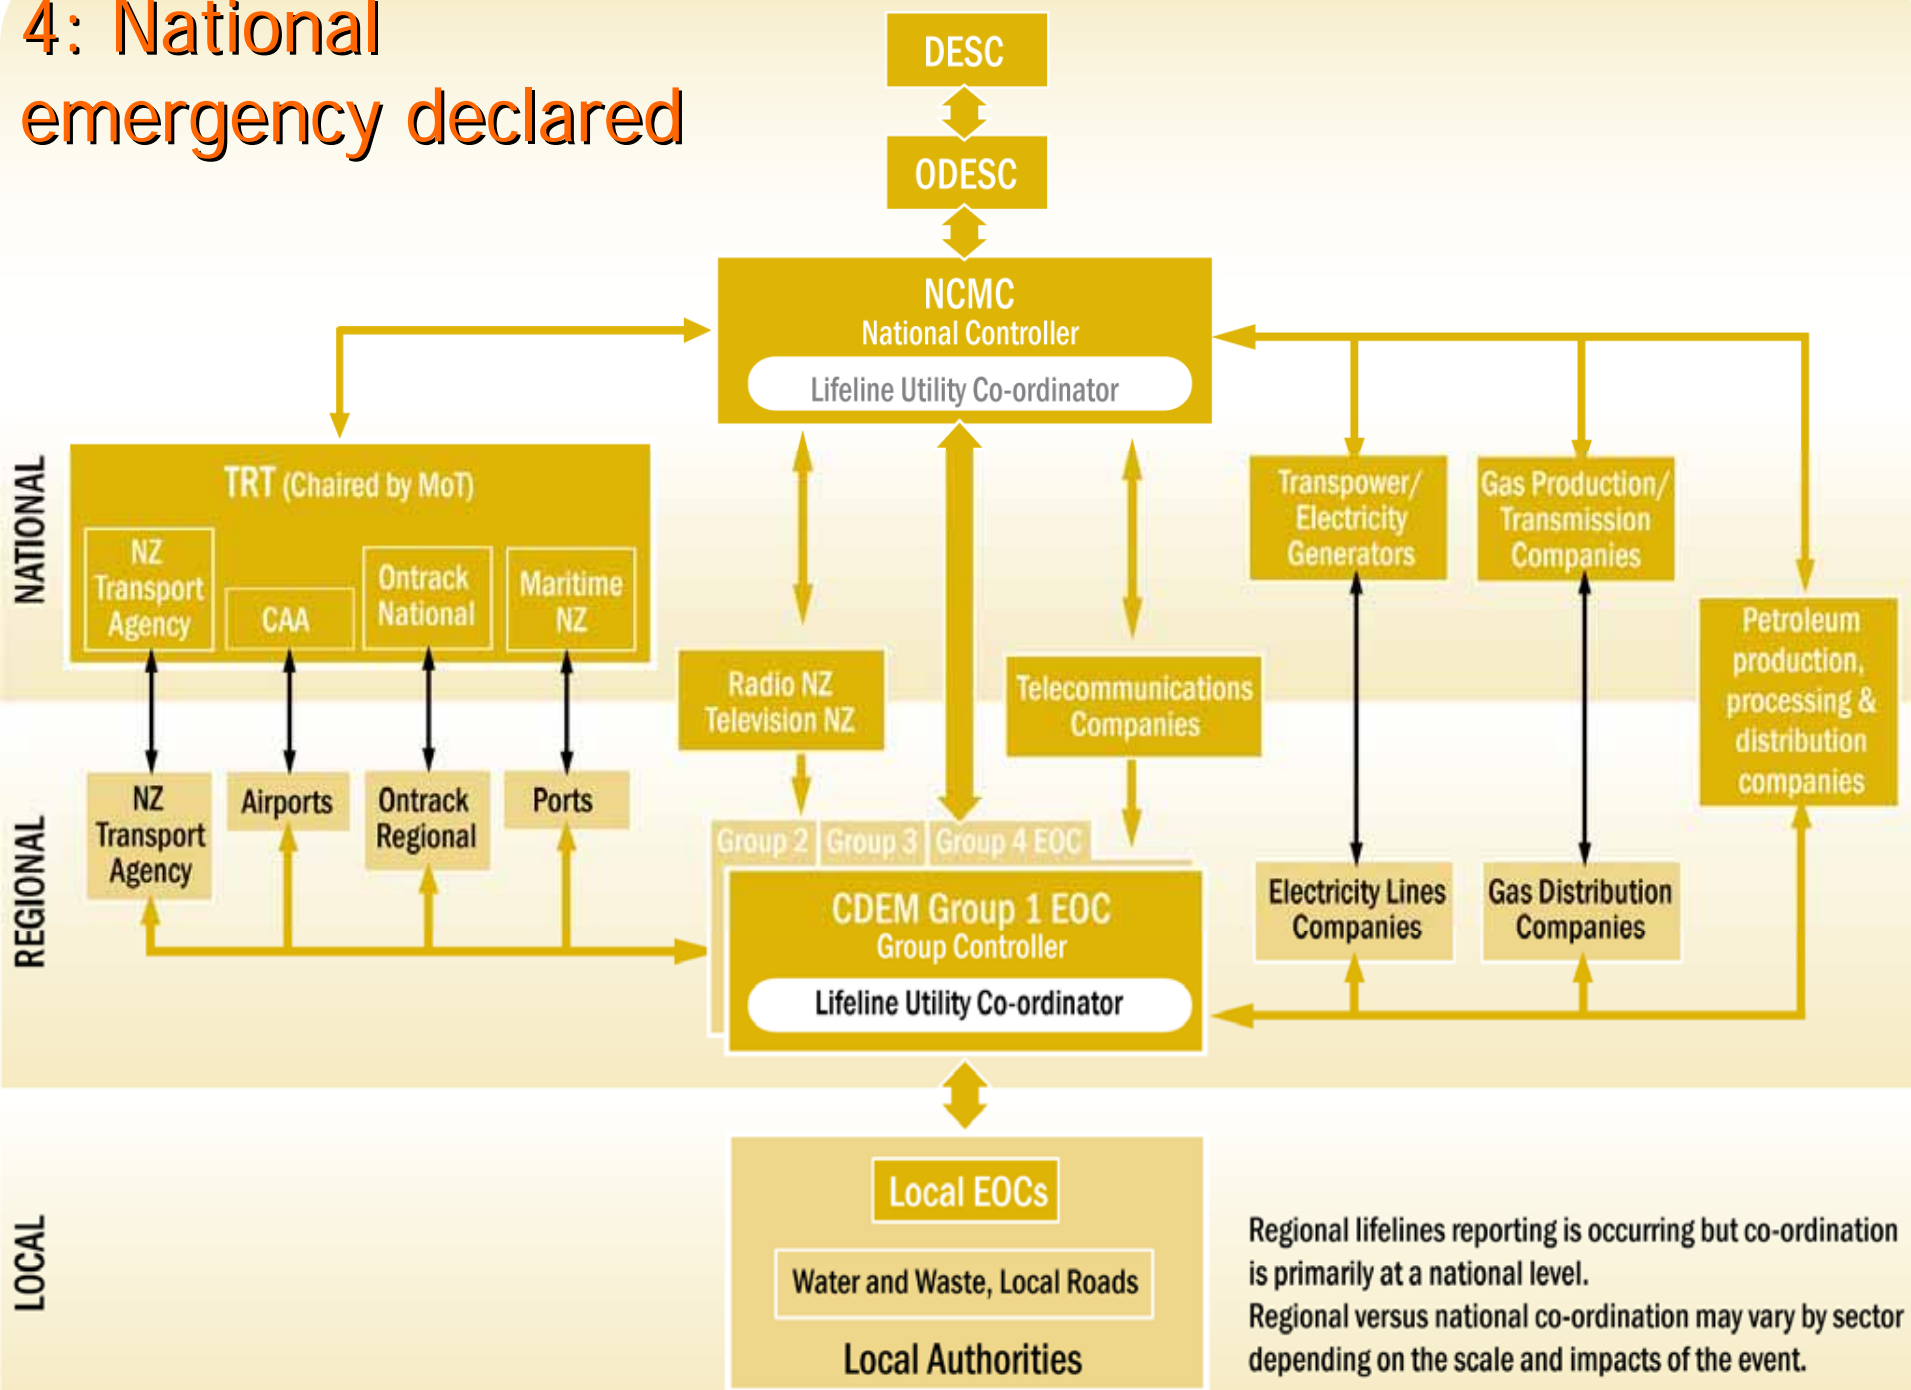 4: National
emergency declared
DESC
ODESC
NCMC
National Controller
Lifeline Utility Co-ordinator
NATIONAL
TRT (Chaired by MoT)
NZ
Transport
Agency
CAA
Ontrack
National
Maritime
NZ
Radio NZ
Television NZ
Telecommunications
Companies
Transpower/
Electricity
Generators
Gas Production/
Transmission
Companies
Petroleum
production,
processing &
distribution
companies
REGIONAL
NZ
Transport
Agency
Airports
Ontrack
Regional
Ports
Group 2
Group 3
Group 4 EOC
CDEM Group 1 EOC
Group Controller
Lifeline Utility Co-ordinator
Electricity Lines
Companies
Gas Distribution
Companies
LOCAL
Local EOCs
Water and Waste, Local Roads
Local Authorities
Regional lifelines reporting is occurring but co-ordination
is primarily at a national level.
Regional versus national co-ordination may vary by sector
depending on the scale and impacts of the event.